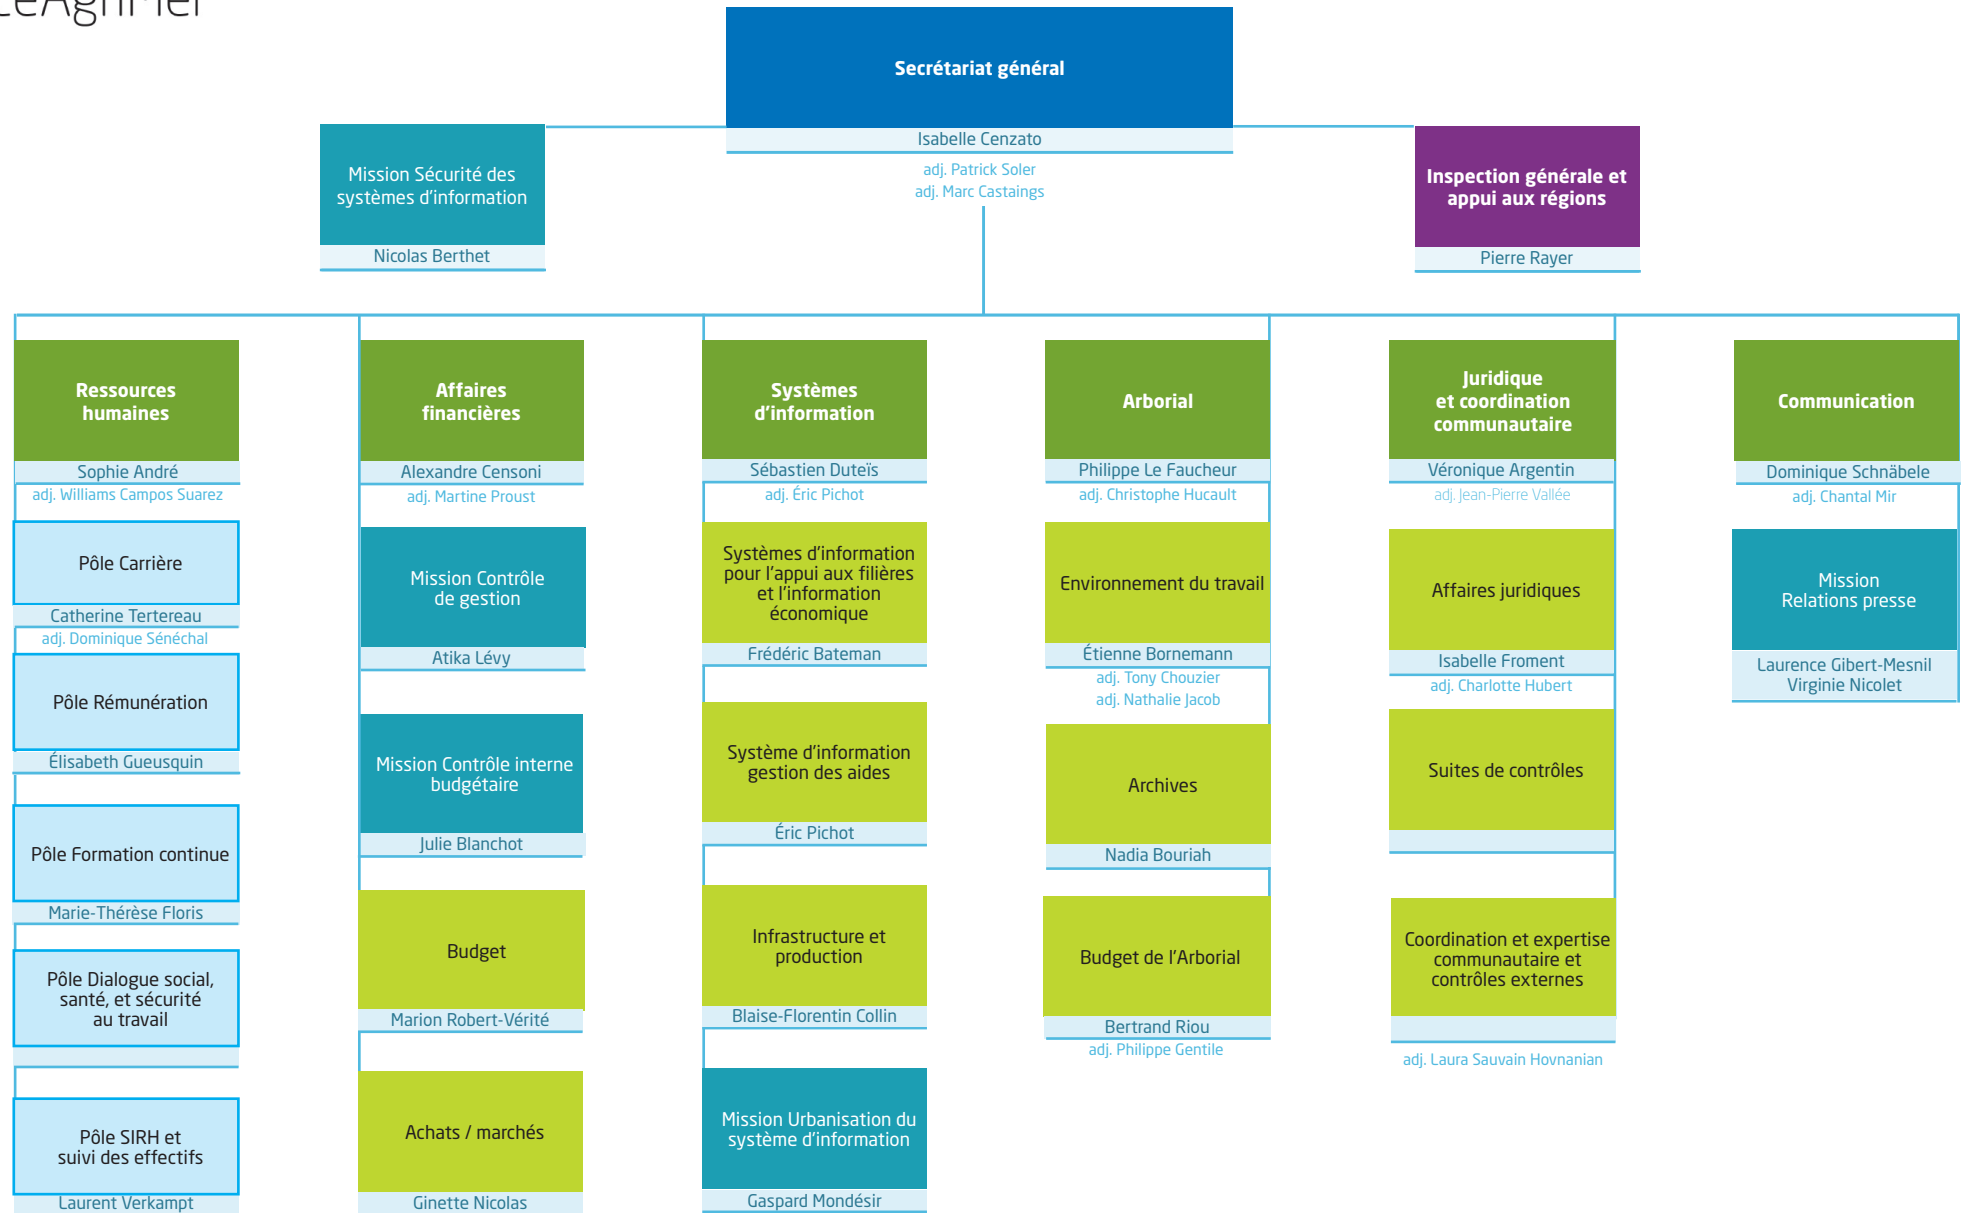 Secrétariat général
Isabelle Cenzato
adj. Patrick Soler
adj. Marc Castaings
Mission Sécurité des
systèmes d'information
Nicolas Berthet
Inspection générale et
appui aux régions
Pierre Rayer
Ressources
humaines
Sophie André
adj. Williams Campos Suarez
Pôle Carrière
Catherine Tertereau
adj. Dominique Sénéchal
Pôle Rémunération
Élisabeth Gueusquin
Pôle Formation continue
Marie-Thérèse Floris
Pôle Dialogue social,
santé, et sécurité
au travail
Pôle SIRH et
suivi des effectifs
Laurent Verkampt
Affaires
financières
Alexandre Censoni
adj. Martine Proust
Mission Contrôle
de gestion
Atika Lévy
Mission Contrôle interne
budgétaire
Julie Blanchot
Budget
Marion Robert-Vérité
Achats / marchés
Ginette Nicolas
Systèmes
d'information
Sébastien Duteïs
adj. Éric Pichot
Systèmes d'information
pour l'appui aux filières
et l'information
économique
Frédéric Bateman
Système d'information
gestion des aides
Éric Pichot
Infrastructure et
production
Blaise-Florentin Collin
Mission Urbanisation du
système d'information
Gaspard Mondésir
Arborial
Philippe Le Faucheur
adj. Christophe Hucault
Environnement du travail
Étienne Bornemann
adj. Tony Chouzier
adj. Nathalie Jacob
Archives
Nadia Bouriah
Budget de l'Arborial
Bertrand Riou
adj. Philippe Gentile
Juridique
et coordination
communautaire
Véronique Argentin
adj. Jean-Pierre Vallée
Affaires juridiques
Isabelle Froment
adj. Charlotte Hubert
Suites de contrôles
Coordination et expertise
communautaire et
contrôles externes
adj. Laura Sauvain Hovnanian
Communication
Dominique Schnäbele
adj. Chantal Mir
Mission
Relations presse
Laurence Gibert-Mesnil
Virginie Nicolet